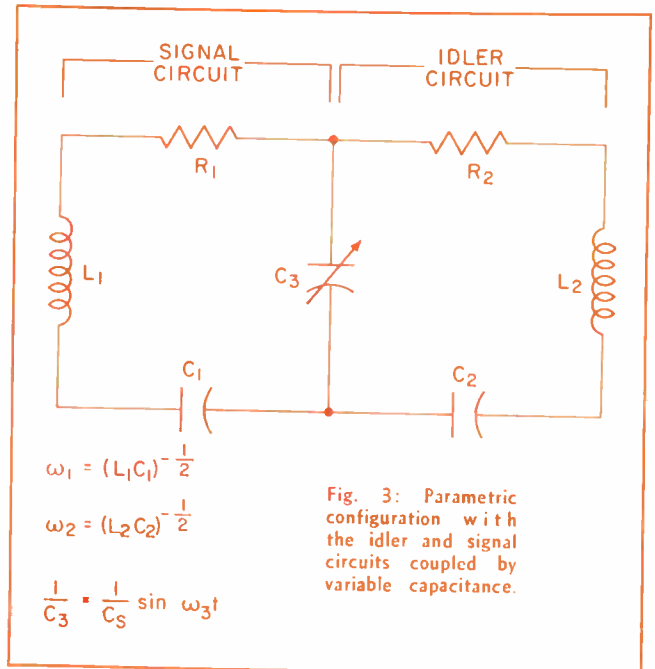 SIGNAL
CIRCUIT
IDLER
CIRCUIT
R₁
R₂
L₁
C₃
L₂
C₁
C₂
ω₁ = (L₁C₁)^-1/2
ω₂ = (L₂C₂)^-1/2
1/C₃ = 1/C_S sin ω₃t
Fig. 3: Parametric
configuration with
the idler and signal
circuits coupled by
variable capacitance.